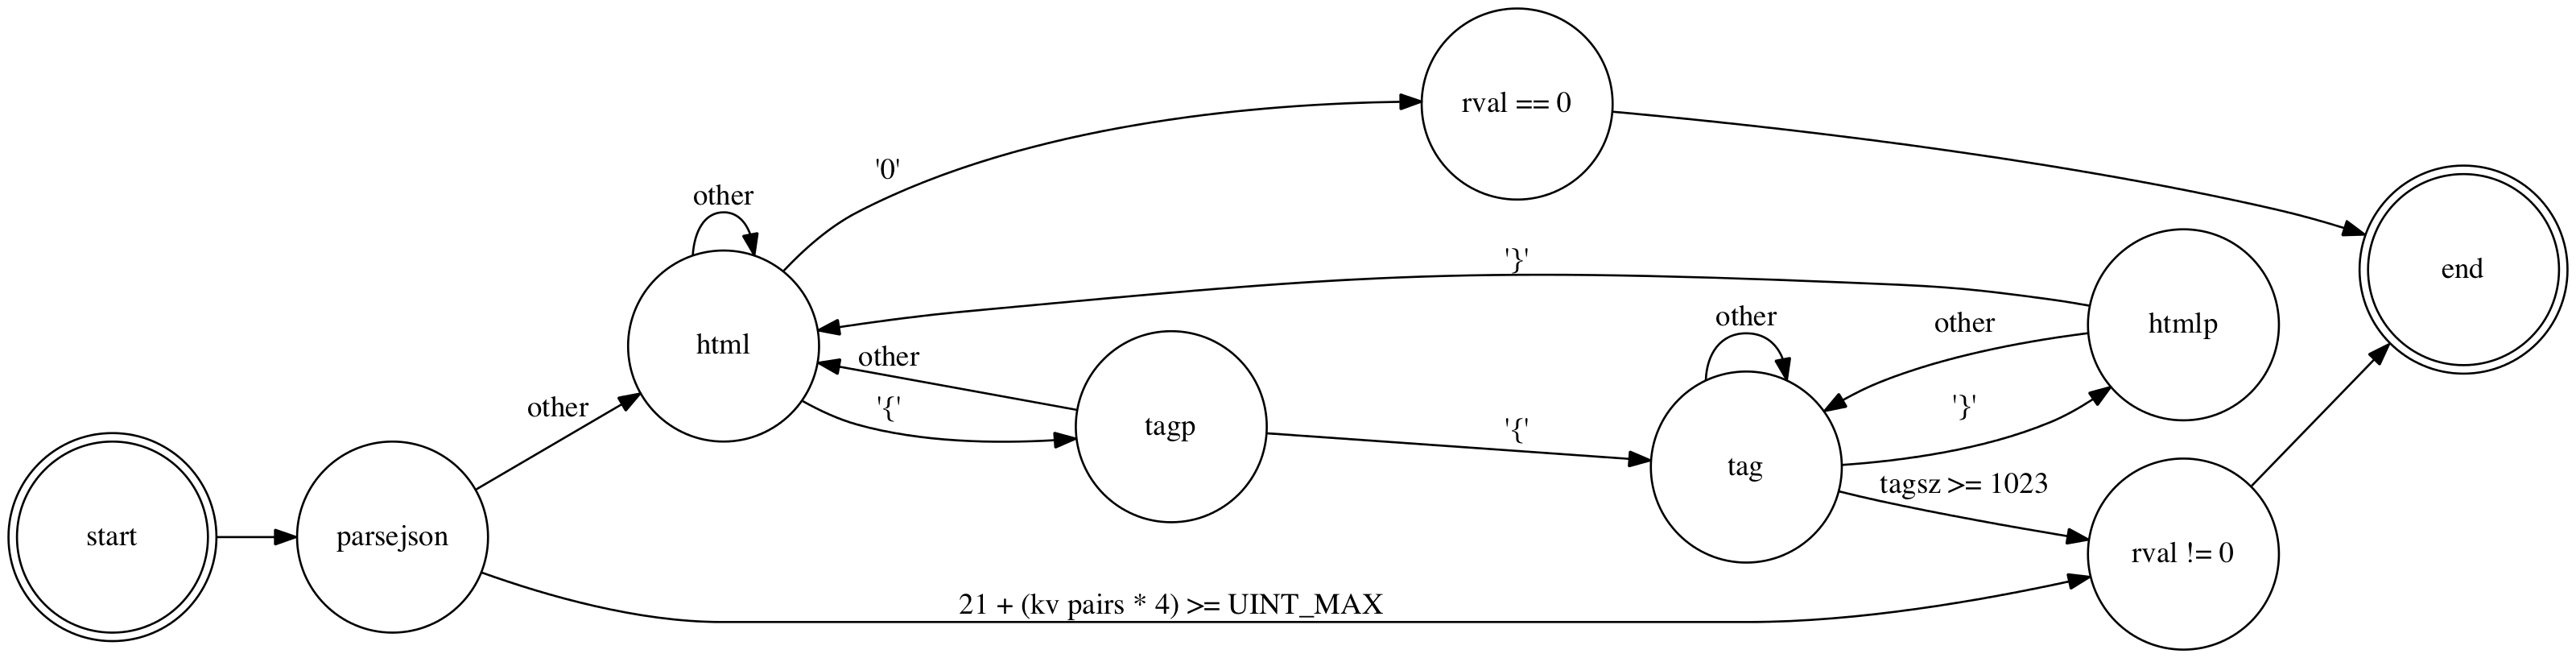 rval == 0
'0'
other
'}'
end
other
other
htmlp
html
other
other
'{'
'{'
'}'
tagp
tag
tagsz >= 1023
start
parsejson
rval != 0
21 + (kv pairs * 4) >= UINT_MAX